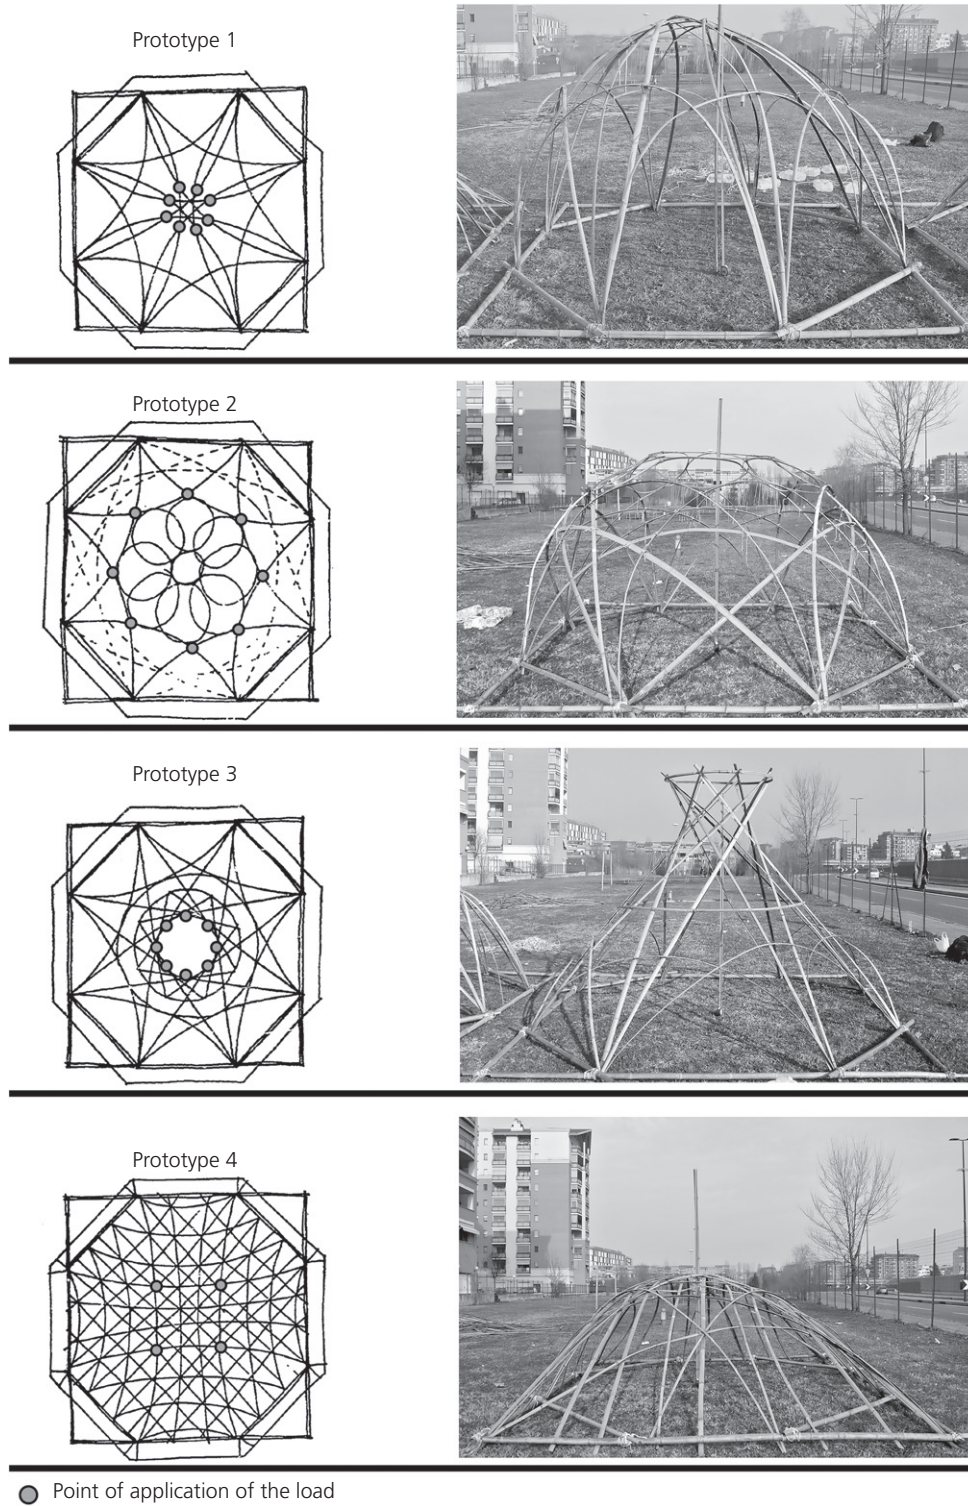 Prototype 1
Prototype 2
Prototype 3
Prototype 4
Point of application of the load